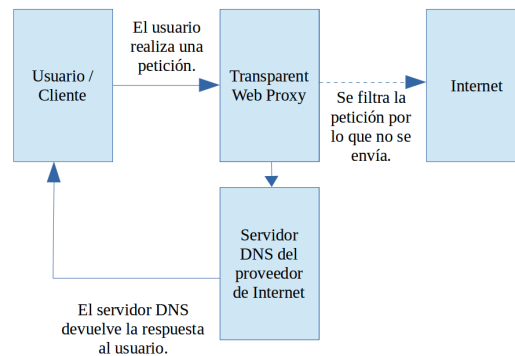 El usuario
realiza una
petición.
Usuario /
Cliente
Transparent
Web Proxy
Internet
Se filtra la
petición por
lo que no se
envía.
Servidor
DNS del
proveedor
de Internet
El servidor DNS
devuelve la respuesta
al usuario.